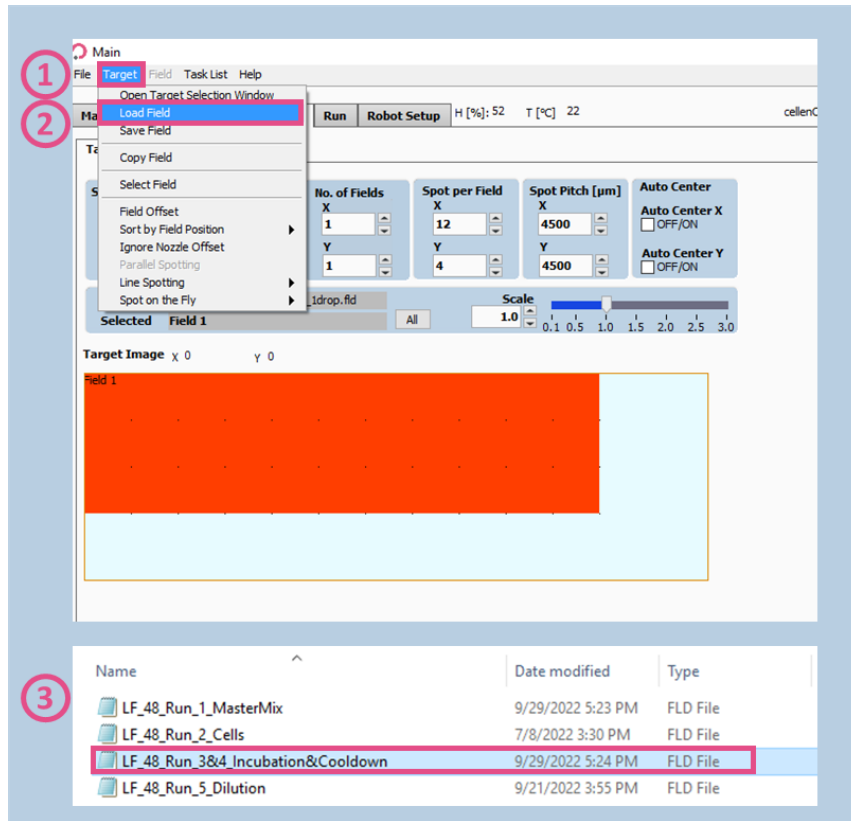 Main
1
File Target Field Task List Help
Open Target Selection Window
2
Load Field
Run Robot Setup H [%]: 52 T [°C] 22
Save Field
Copy Field
Select Field
Field Offset
Sort by Field Position
Ignore Nozzle Offset
Parallel Spotting
Line Spotting
Spot on the Fly
No. of Fields
X
1
Y
1
Spot per Field
X
12
Y
4
Spot Pitch [µm]
X
4500
Y
4500
Auto Center
Auto Center X
OFF/ON
Auto Center Y
OFF/ON
_1drop.fld
Selected Field 1
All
Scale
1.0
0.1 0.5 1.0 1.5 2.0 2.5 3.0
Target Image X 0 Y 0
Field 1
3
Name Date modified Type
LF_48_Run_1_MasterMix 9/29/2022 5:23 PM FLD File
LF_48_Run_2_Cells 7/8/2022 3:30 PM FLD File
LF_48_Run_3&4_Incubation&Cooldown 9/29/2022 5:24 PM FLD File
LF_48_Run_5_Dilution 9/21/2022 3:55 PM FLD File